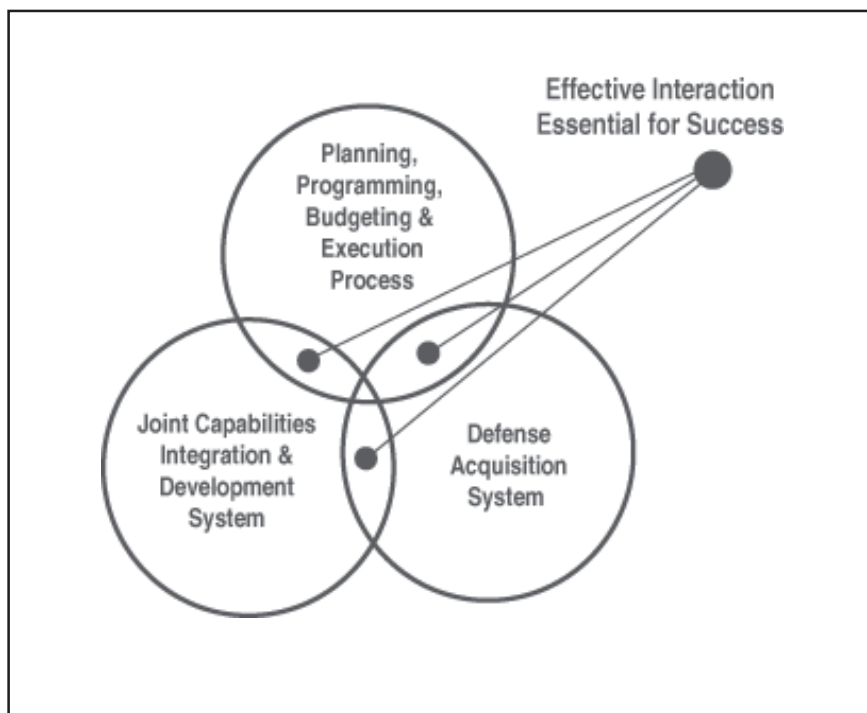 Effective Interaction
Essential for Success
Planning,
Programming,
Budgeting &
Execution
Process
Joint Capabilities
Integration &
Development
System
Defense
Acquisition
System